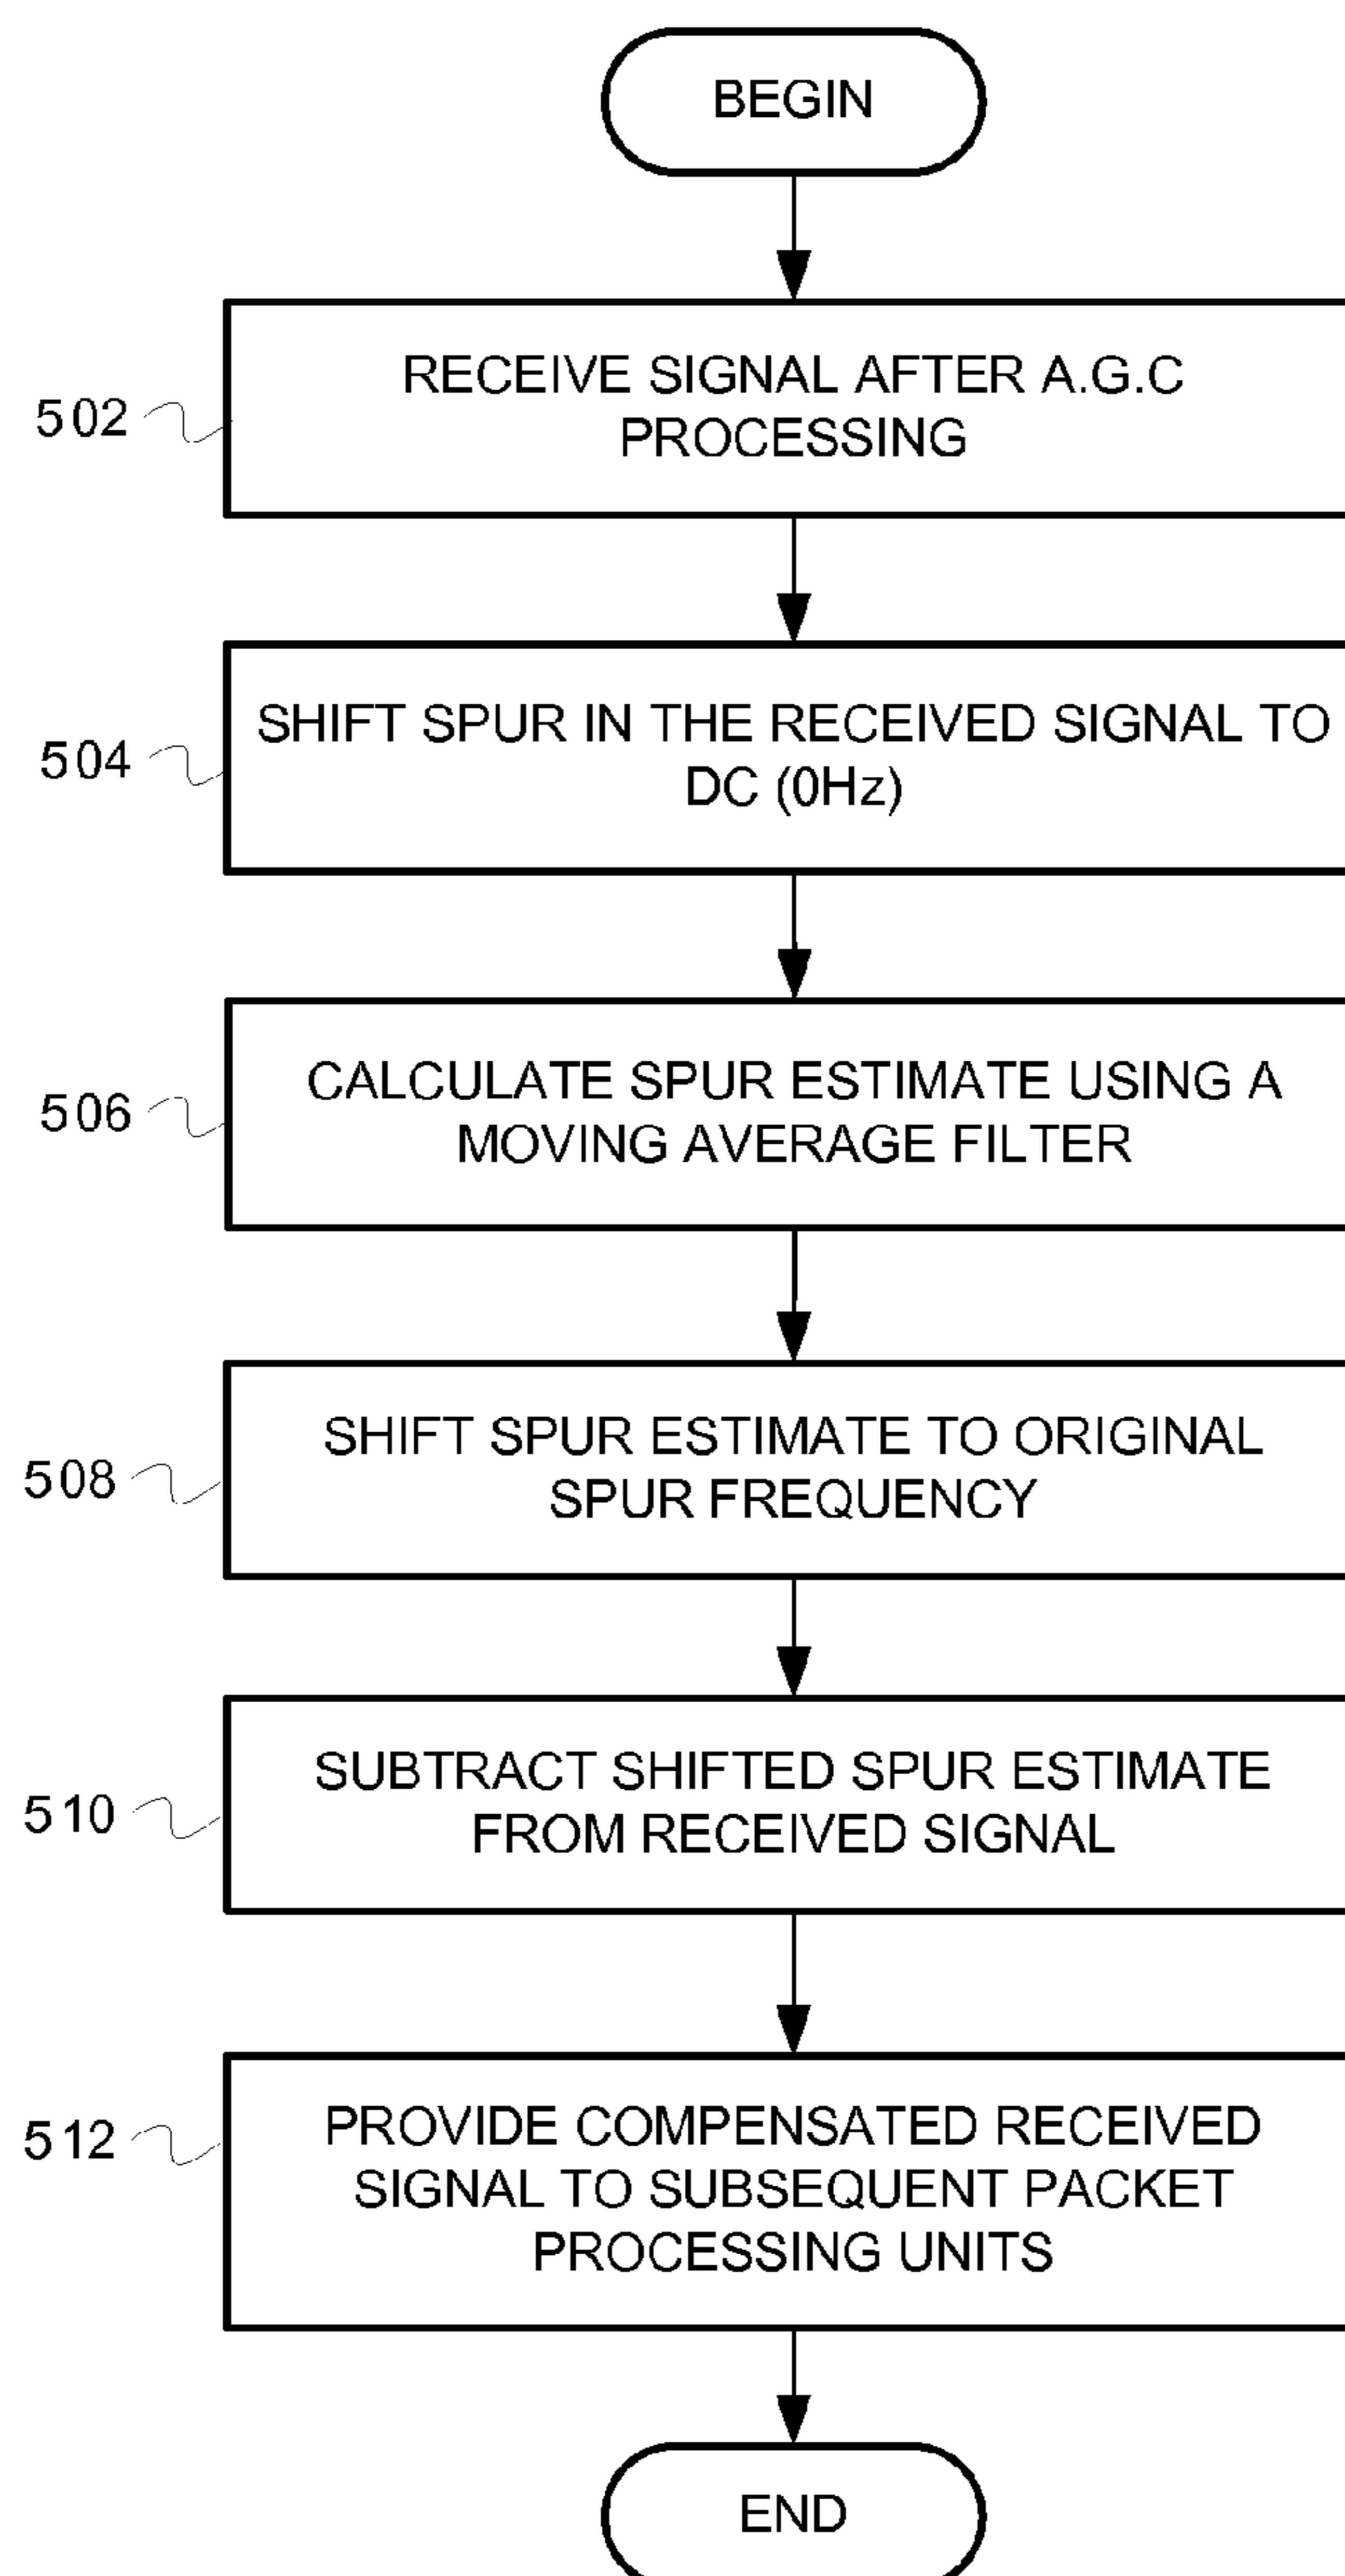 BEGIN
502
RECEIVE SIGNAL AFTER A.G.C
PROCESSING
504
SHIFT SPUR IN THE RECEIVED SIGNAL TO
DC (0Hz)
506
CALCULATE SPUR ESTIMATE USING A
MOVING AVERAGE FILTER
508
SHIFT SPUR ESTIMATE TO ORIGINAL
SPUR FREQUENCY
510
SUBTRACT SHIFTED SPUR ESTIMATE
FROM RECEIVED SIGNAL
512
PROVIDE COMPENSATED RECEIVED
SIGNAL TO SUBSEQUENT PACKET
PROCESSING UNITS
END